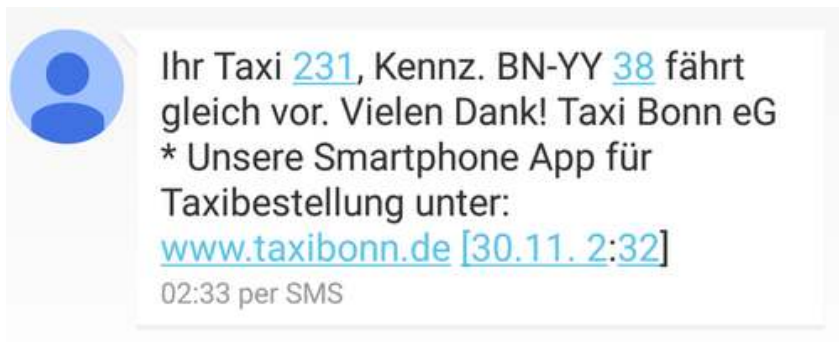 Ihr Taxi 231, Kennz. BN-YY 38 fährt
gleich vor. Vielen Dank! Taxi Bonn eG
* Unsere Smartphone App für
Taxibestellung unter:
www.taxibonn.de [30.11. 2:32]
02:33 per SMS